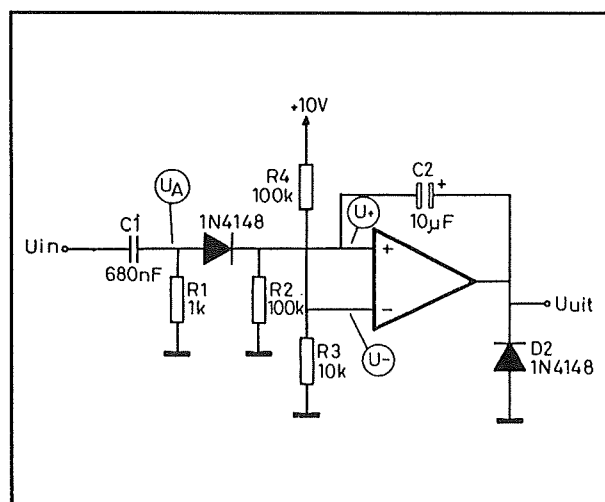 +10V
R4
100k
C2
+
10µF
UA
U+
C1
1N4148
Uin
680nF
R1
1k
R2
100k
+
−
Uuit
R3
10k
U−
D2
1N4148